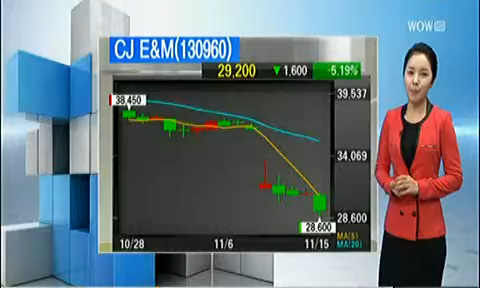 WOW
CJ E&M(130960)
29,200 ▼ 1,600 -5.19%
38,450
39,537
34,069
28,600
28,600
10/28 11/6 11/15
MA(5)
MA(20)